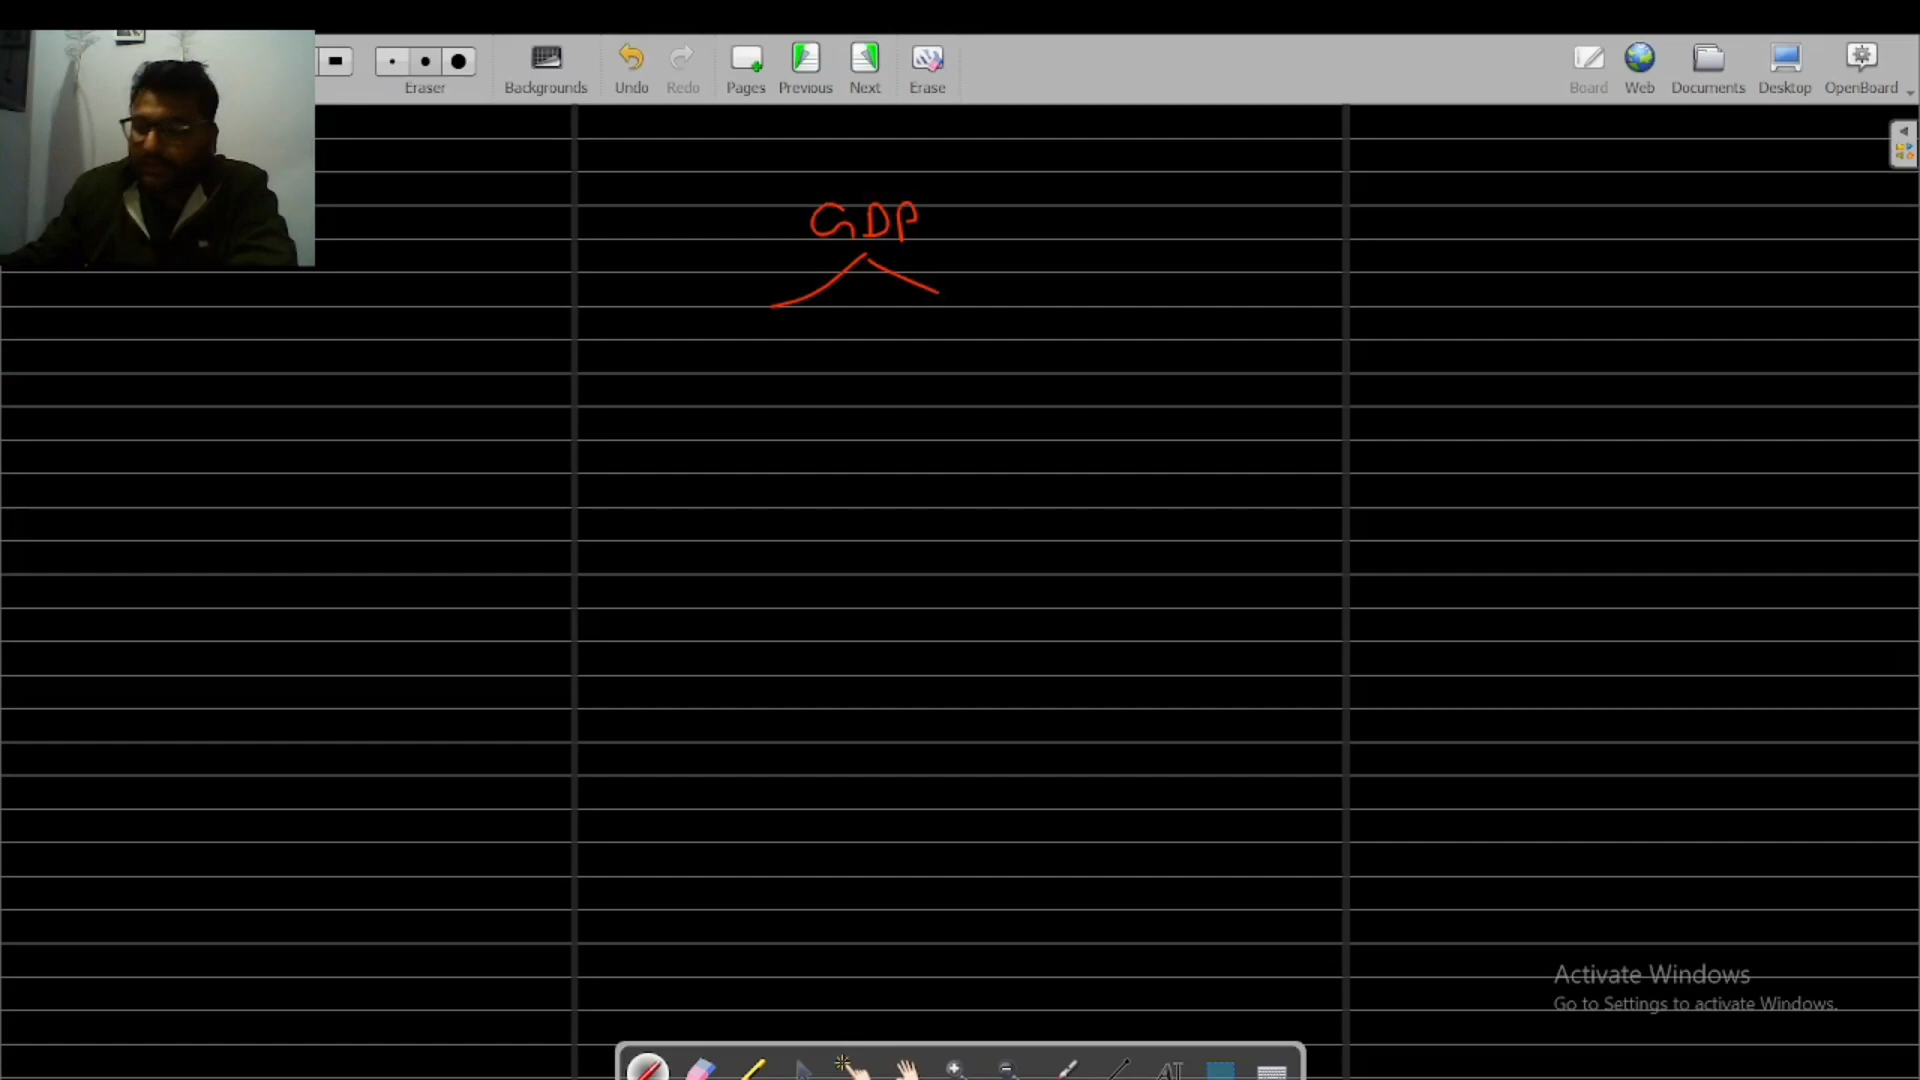 Eraser Backgrounds Undo Redo Pages Previous Next Erase Board Web Documents Desktop OpenBoard
GDP
Activate Windows
Go to Settings to activate Windows.